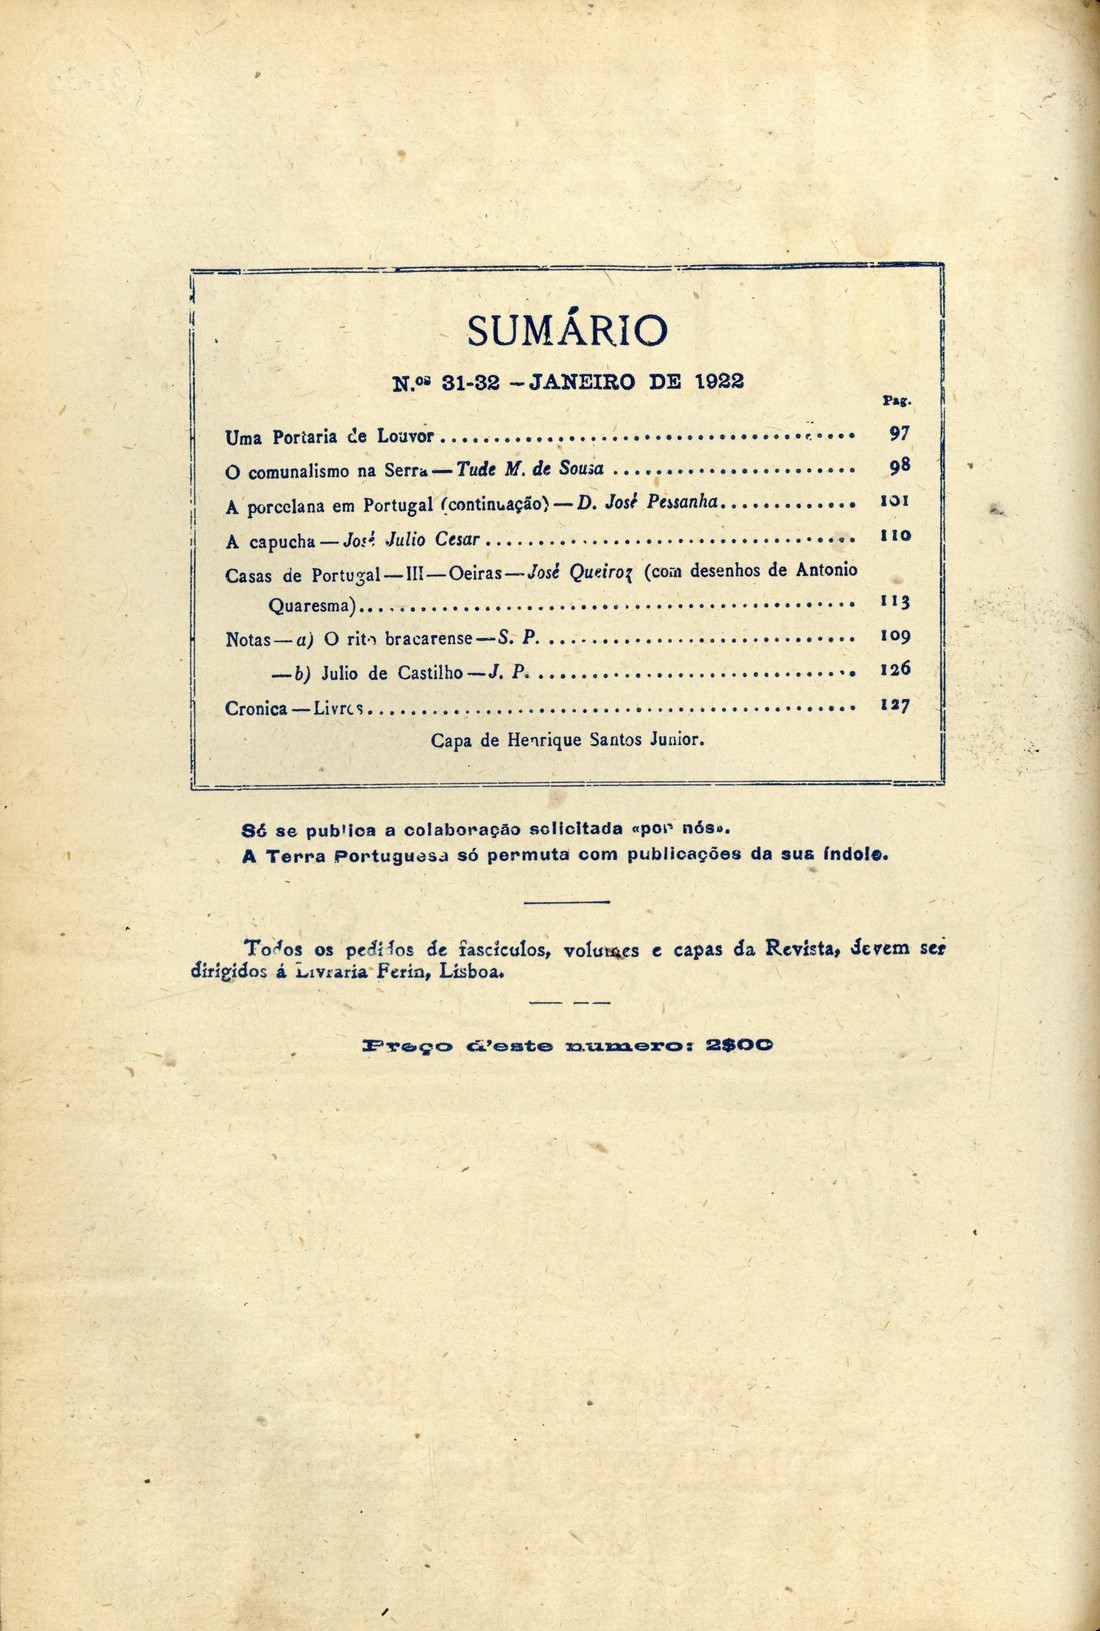 SUMÁRIO
N.os 31-32 — JANEIRO DE 1922
Pag.
Uma Portaria de Louvor ........ 97
O comunalismo na Serra — Tude M. de Sousa ........ 98
A porcelana em Portugal (continuação) — D. José Pessanha ........ 101
A capucha — José Julio Cesar ........ 110
Casas de Portugal — III — Oeiras — José Queiroz (com desenhos de Antonio
Quaresma) ........ 113
Notas — a) O rito bracarense — S. P. ........ 109
— b) Julio de Castilho — J. P. ........ 126
Cronica — Livros ........ 127
Capa de Henrique Santos Junior.
Só se publica a colaboração solicitada «por nós».
A Terra Portuguesa só permuta com publicações da sua índole.
Todos os pedidos de fascículos, volumes e capas da Revista, devem ser
dirigidos á Livraria Ferin, Lisboa.
Preço d'este numero: 2$00